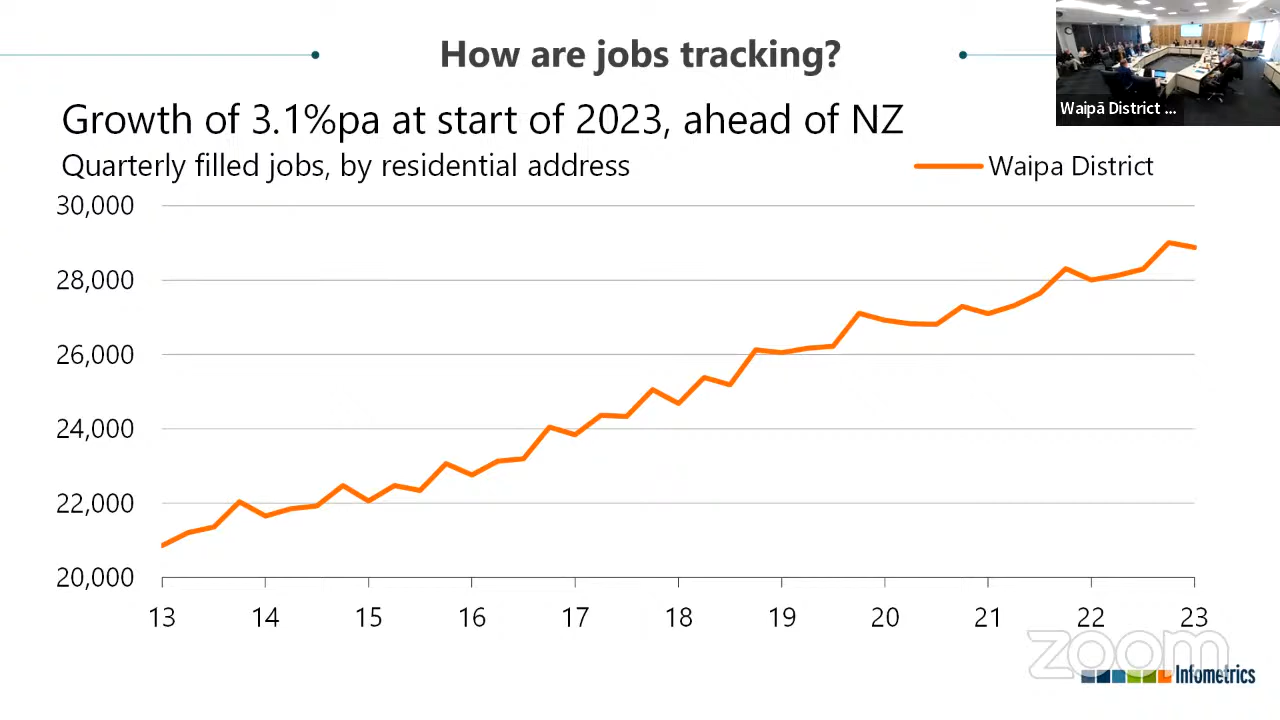 How are jobs tracking?
Waipā District ...
Growth of 3.1%pa at start of 2023, ahead of NZ
Quarterly filled jobs, by residential address
Waipa District
30,000
28,000
26,000
24,000
22,000
20,000
13 14 15 16 17 18 19 20 21 22 23
zoom
Infometrics